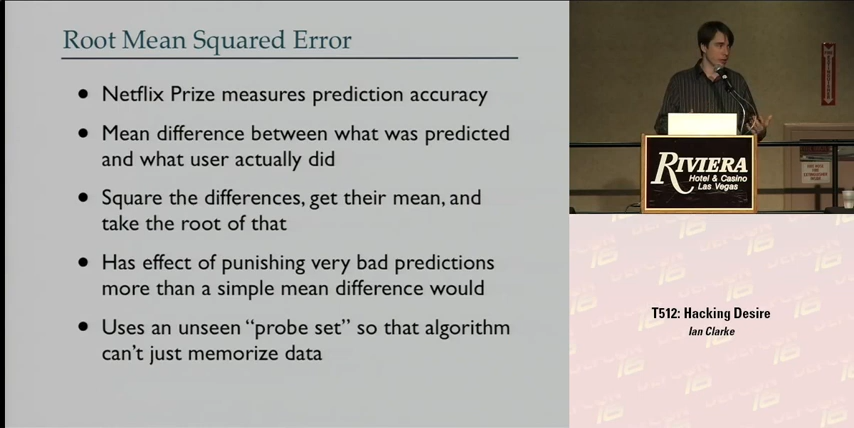 Root Mean Squared Error
• Netflix Prize measures prediction accuracy
• Mean difference between what was predicted
and what user actually did
• Square the differences, get their mean, and
take the root of that
• Has effect of punishing very bad predictions
more than a simple mean difference would
• Uses an unseen “probe set” so that algorithm
can't just memorize data
RIVIERA
Hotel & Casino
Las Vegas
T512: Hacking Desire
Ian Clarke